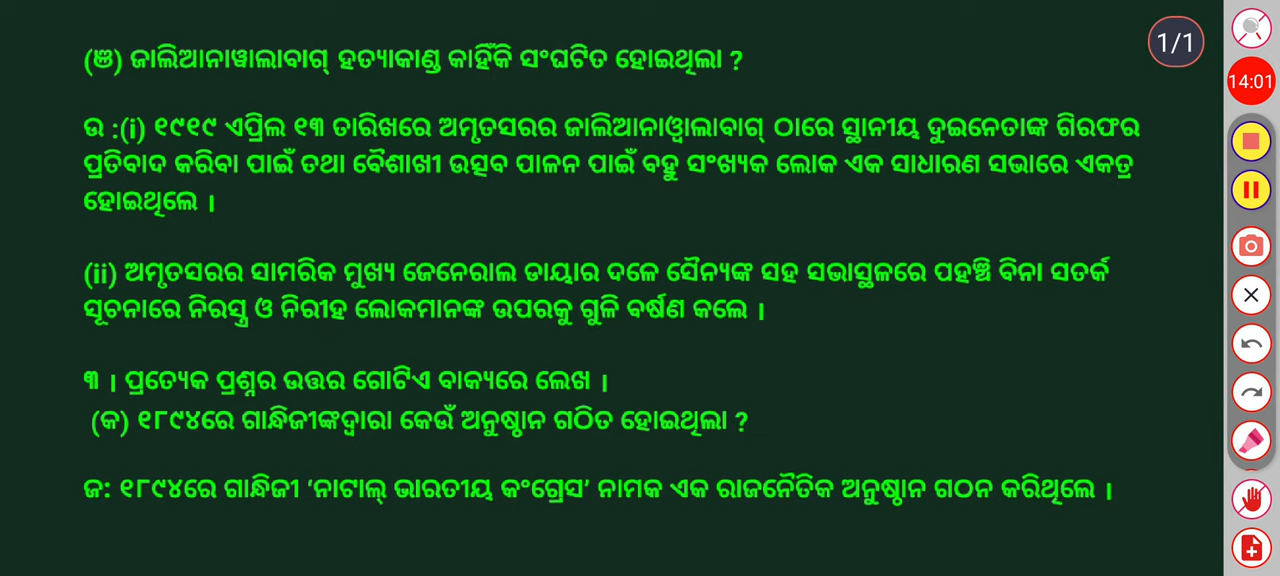 (ଞ) ଜାଲିଆନାୱାଲାବାଗ୍ ହତ୍ୟାକାଣ୍ଡ କାହିଁକି ସଂଘଟିତ ହୋଇଥିଲା ?
1/1
14:01
ଉ :(i) ୧୯୧୯ ଏପ୍ରିଲ ୧୩ ତାରିଖରେ ଅମୃତସରର ଜାଲିଆନାୱାଲାବାଗ୍ ଠାରେ ସ୍ଥାନୀୟ ଦୁଇନେତାଙ୍କ ଗିରଫର
ପ୍ରତିବାଦ କରିବା ପାଇଁ ତଥା ବୈଶାଖୀ ଉତ୍ସବ ପାଳନ ପାଇଁ ବହୁ ସଂଖ୍ୟକ ଲୋକ ଏକ ସାଧାରଣ ସଭାରେ ଏକତ୍ର
ହୋଇଥିଲେ ।
(ii) ଅମୃତସରର ସାମରିକ ମୁଖ୍ୟ ଜେନେରାଲ ଡାୟାର ଦଳେ ସୈନ୍ୟଙ୍କ ସହ ସଭାସ୍ଥଳରେ ପହଞ୍ଚି ବିନା ସତର୍କ
ସୂଚନାରେ ନିରସ୍ତ୍ର ଓ ନିରୀହ ଲୋକମାନଙ୍କ ଉପରକୁ ଗୁଳି ବର୍ଷଣ କଲେ ।
୩ । ପ୍ରତ୍ୟେକ ପ୍ରଶ୍ନର ଉତ୍ତର ଗୋଟିଏ ବାକ୍ୟରେ ଲେଖ ।
(କ) ୧୮୯୪ରେ ଗାନ୍ଧିଜୀଙ୍କଦ୍ୱାରା କେଉଁ ଅନୁଷ୍ଠାନ ଗଠିତ ହୋଇଥିଲା ?
ଜ: ୧୮୯୪ରେ ଗାନ୍ଧିଜୀ 'ନାଟାଲ୍ ଭାରତୀୟ କଂଗ୍ରେସ' ନାମକ ଏକ ରାଜନୈତିକ ଅନୁଷ୍ଠାନ ଗଠନ କରିଥିଲେ ।